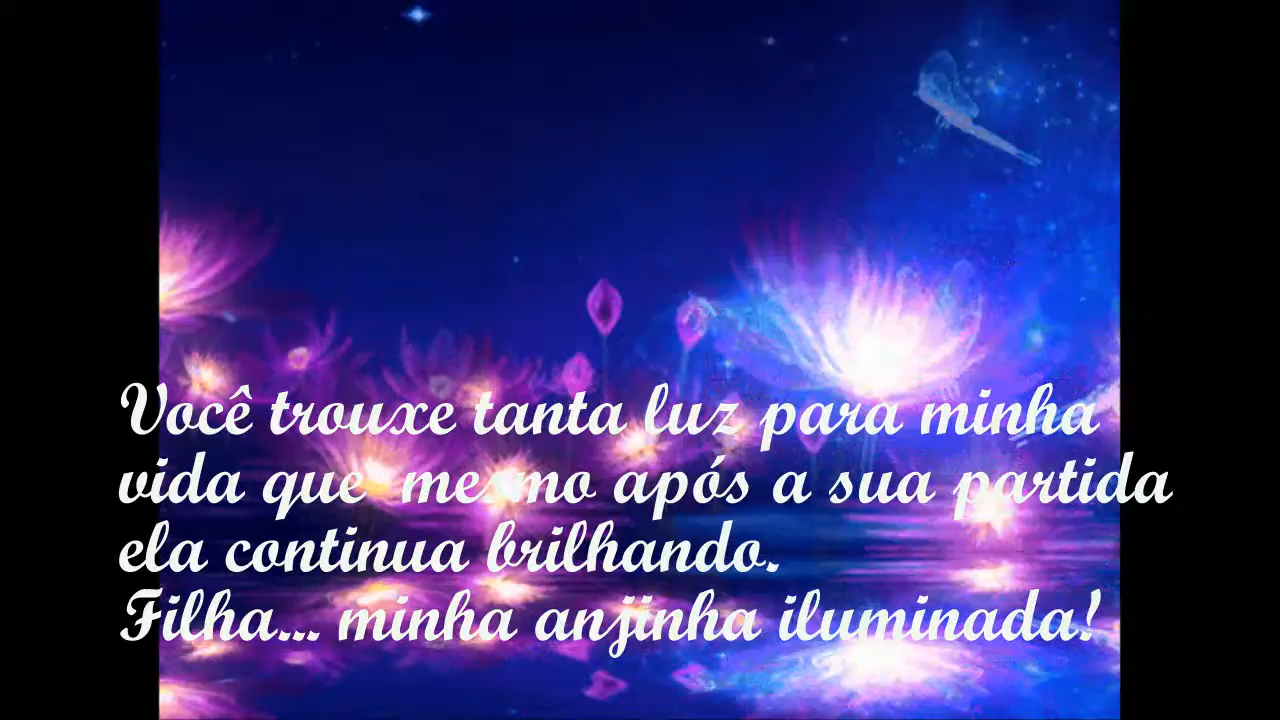 Você trouxe tanta luz para minha
vida que mesmo após a sua partida
ela continua brilhando.
Filha... minha anjinha iluminada!